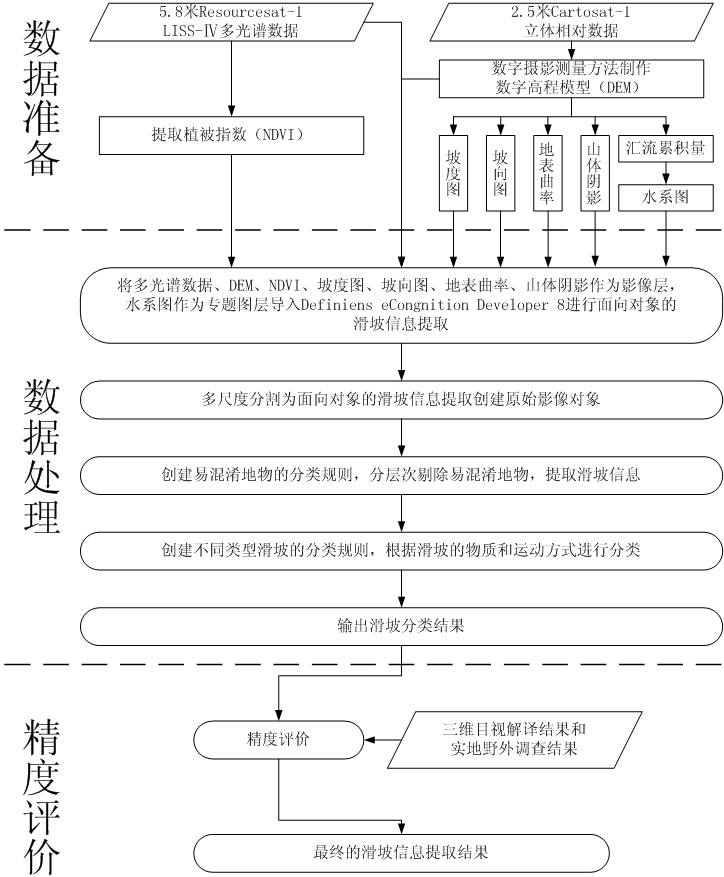 数据准备
5.8米Resourcesat-1
LISS-Ⅳ多光谱数据
2.5米Cartosat-1
立体相对数据
数字摄影测量方法制作
数字高程模型（DEM）
提取植被指数（NDVI）
坡度图
坡向图
地表曲率
山体阴影
汇流累积量
水系图
数据处理
将多光谱数据、DEM、NDVI、坡度图、坡向图、地表曲率、山体阴影作为影像层，
水系图作为专题图层导入Definiens eCongnition Developer 8进行面向对象的
滑坡信息提取
多尺度分割为面向对象的滑坡信息提取创建原始影像对象
创建易混淆地物的分类规则，分层次剔除易混淆地物，提取滑坡信息
创建不同类型滑坡的分类规则，根据滑坡的物质和运动方式进行分类
输出滑坡分类结果
精度评价
精度评价
三维目视解译结果和
实地野外调查结果
最终的滑坡信息提取结果